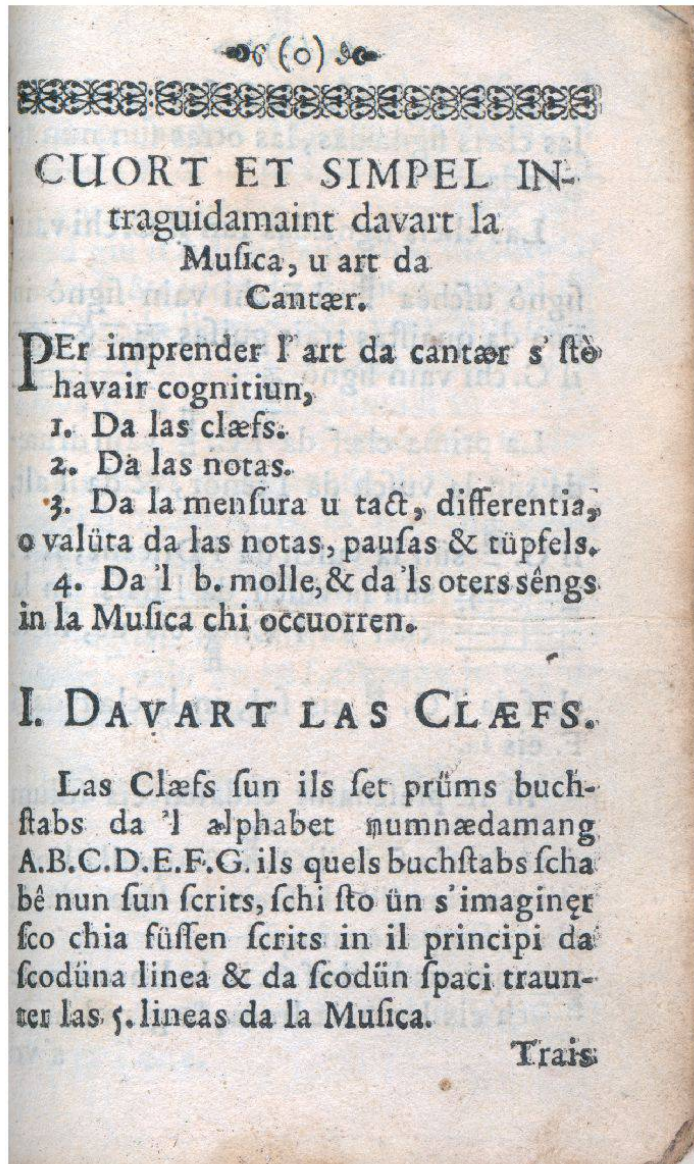 (o)
CUORT ET SIMPEL IN-
traguidamaint davart la
Muſica, u art da
Cantær.
PEr imprender l' art da cantær s' ſtò
havair cognitiun,
1. Da las clæfs.
2. Da las notas.
3. Da la menſura u tact, differentia,
o valüta da las notas, pauſas & tüpfels.
4. Da 'l b. molle, & da 'ls oters sêngs
in la Muſica chi occuorren.
I. DAVART LAS CLÆFS.
Las Clæfs ſun ils ſet prüms buch-
ſtabs da 'l alphabet numnædamang
A.B.C.D.E.F.G. ils quels buchſtabs ſcha
bê nun ſun ſcrits, ſchi ſto ün s'imaginęr
ſco chia füſſen ſcrits in il principi da
ſcodüna linea & da ſcodün ſpaci traun-
ter las 5. lineas da la Muſica.
Trais